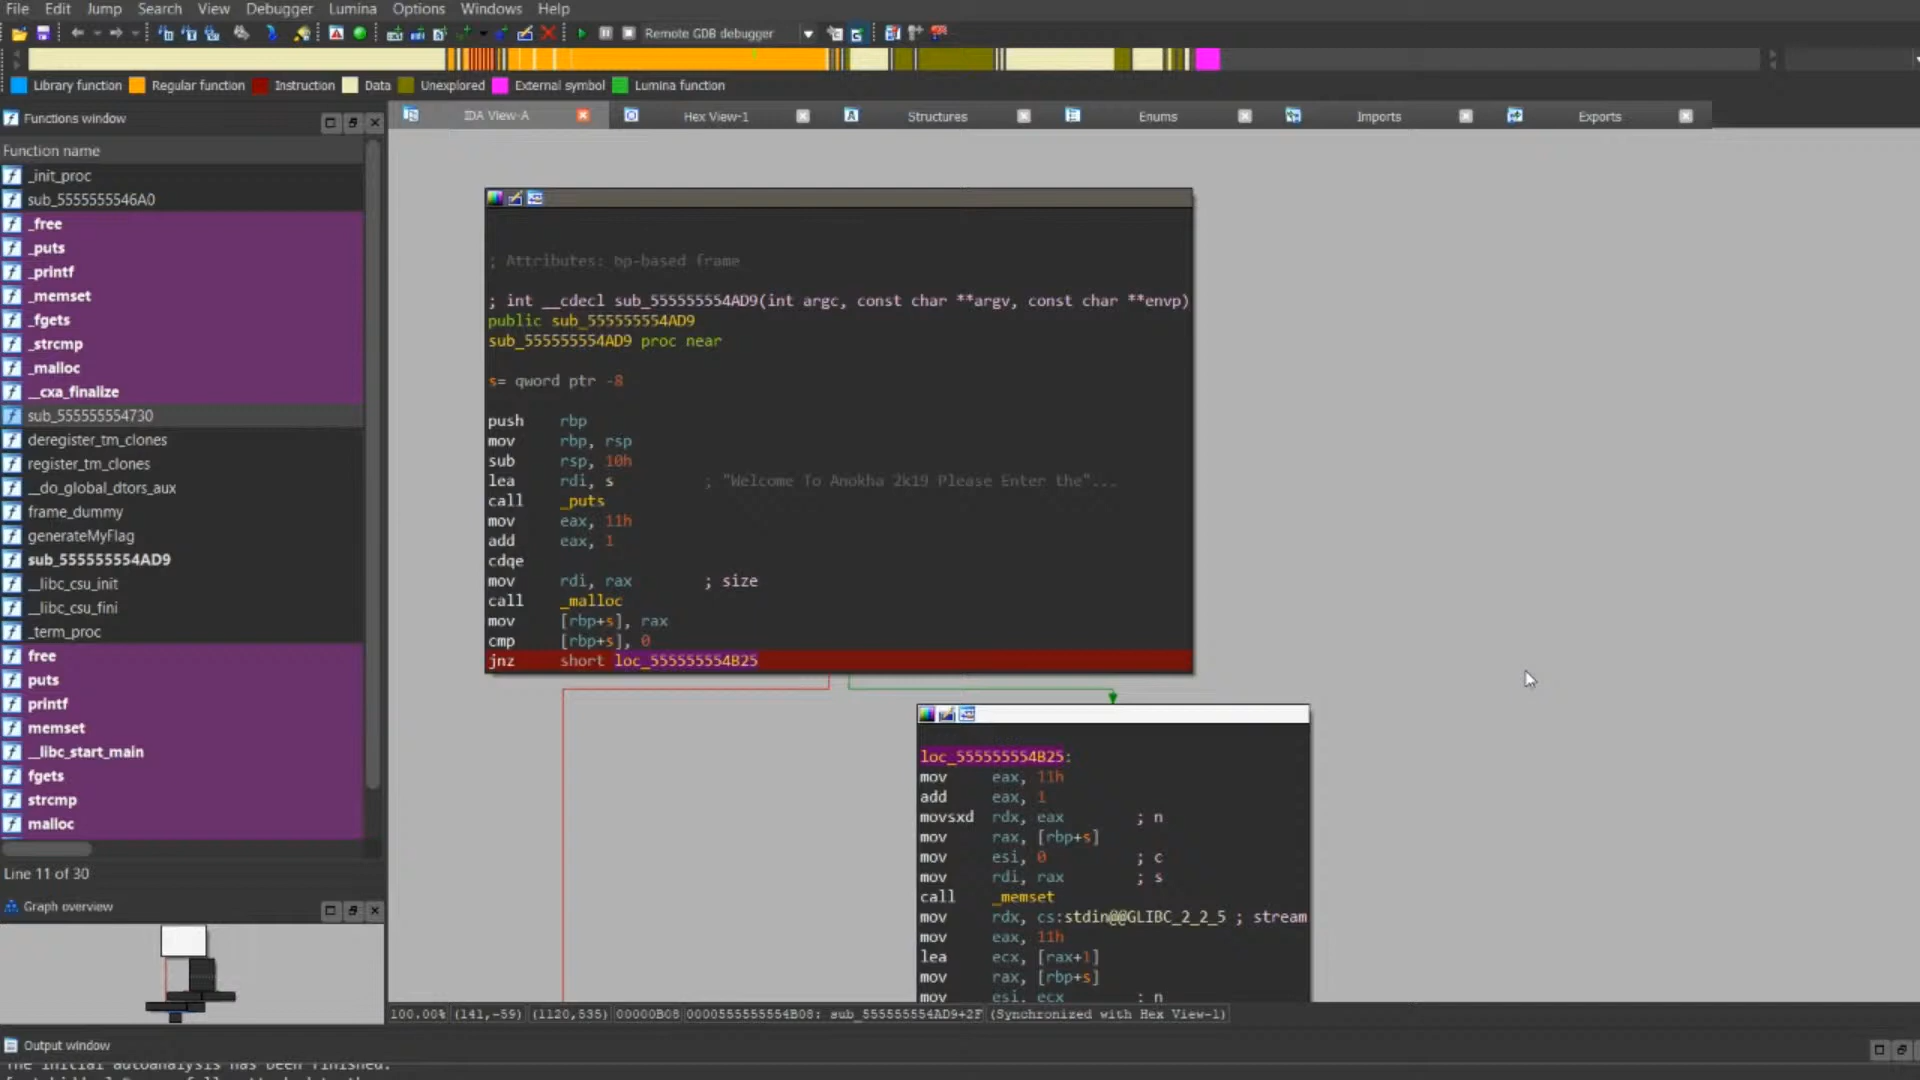 File Edit Jump Search View Debugger Lumina Options Windows Help
Remote GDB debugger
Library function Regular function Instruction Data Unexplored External symbol Lumina function
Functions window
IDA View-A Hex View-1 Structures Enums Imports Exports
Function name
_init_proc
sub_5555555546A0
_free
_puts
_printf
_memset
_fgets
_strcmp
_malloc
__cxa_finalize
sub_555555554730
deregister_tm_clones
register_tm_clones
__do_global_dtors_aux
frame_dummy
generateMyFlag
sub_555555554AD9
__libc_csu_init
__libc_csu_fini
_term_proc
free
puts
printf
memset
__libc_start_main
fgets
strcmp
malloc
Line 11 of 30
Graph overview
; Attributes: bp-based frame
; int __cdecl sub_555555554AD9(int argc, const char **argv, const char **envp)
public sub_555555554AD9
sub_555555554AD9 proc near
s= qword ptr -8
push rbp
mov rbp, rsp
sub rsp, 10h
lea rdi, s ; "Welcome To Anokha 2k19 Please Enter the"...
call _puts
mov eax, 11h
add eax, 1
cdqe
mov rdi, rax ; size
call _malloc
mov [rbp+s], rax
cmp [rbp+s], 0
jnz short loc_555555554B25
loc_555555554B25:
mov eax, 11h
add eax, 1
movsxd rdx, eax ; n
mov rax, [rbp+s]
mov esi, 0 ; c
mov rdi, rax ; s
call _memset
mov rdx, cs:stdin@@GLIBC_2_2_5 ; stream
mov eax, 11h
lea ecx, [rax+1]
mov rax, [rbp+s]
mov esi, ecx ; n
100.00% (141,-59) (1120,535) 00000B08 0000555555554B08: sub_555555554AD9+2F (Synchronized with Hex View-1)
Output window
The initial autoanalysis has been finished.